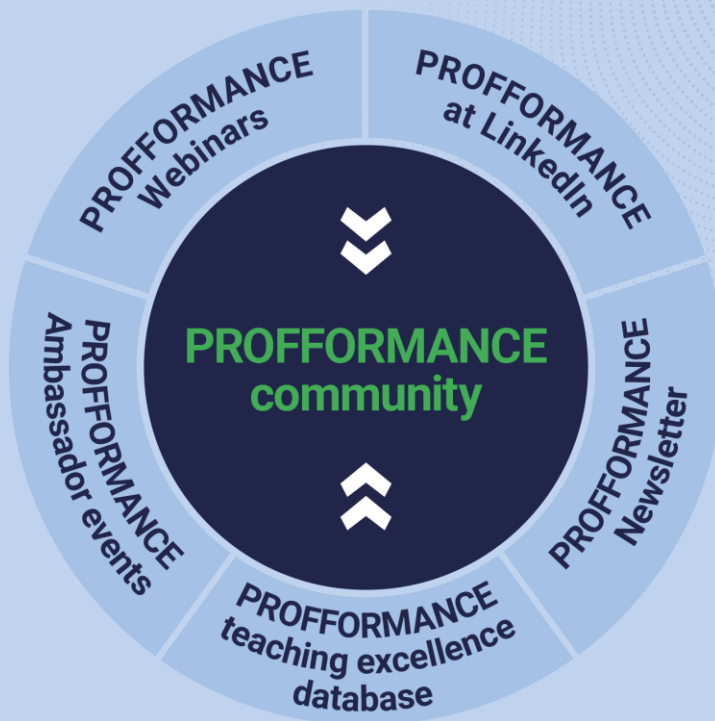 PROFFORMANCE
Webinars
PROFFORMANCE
at LinkedIn
PROFFORMANCE
Newsletter
PROFFORMANCE
teaching excellence
database
PROFFORMANCE
Ambassador events
PROFFORMANCE
community